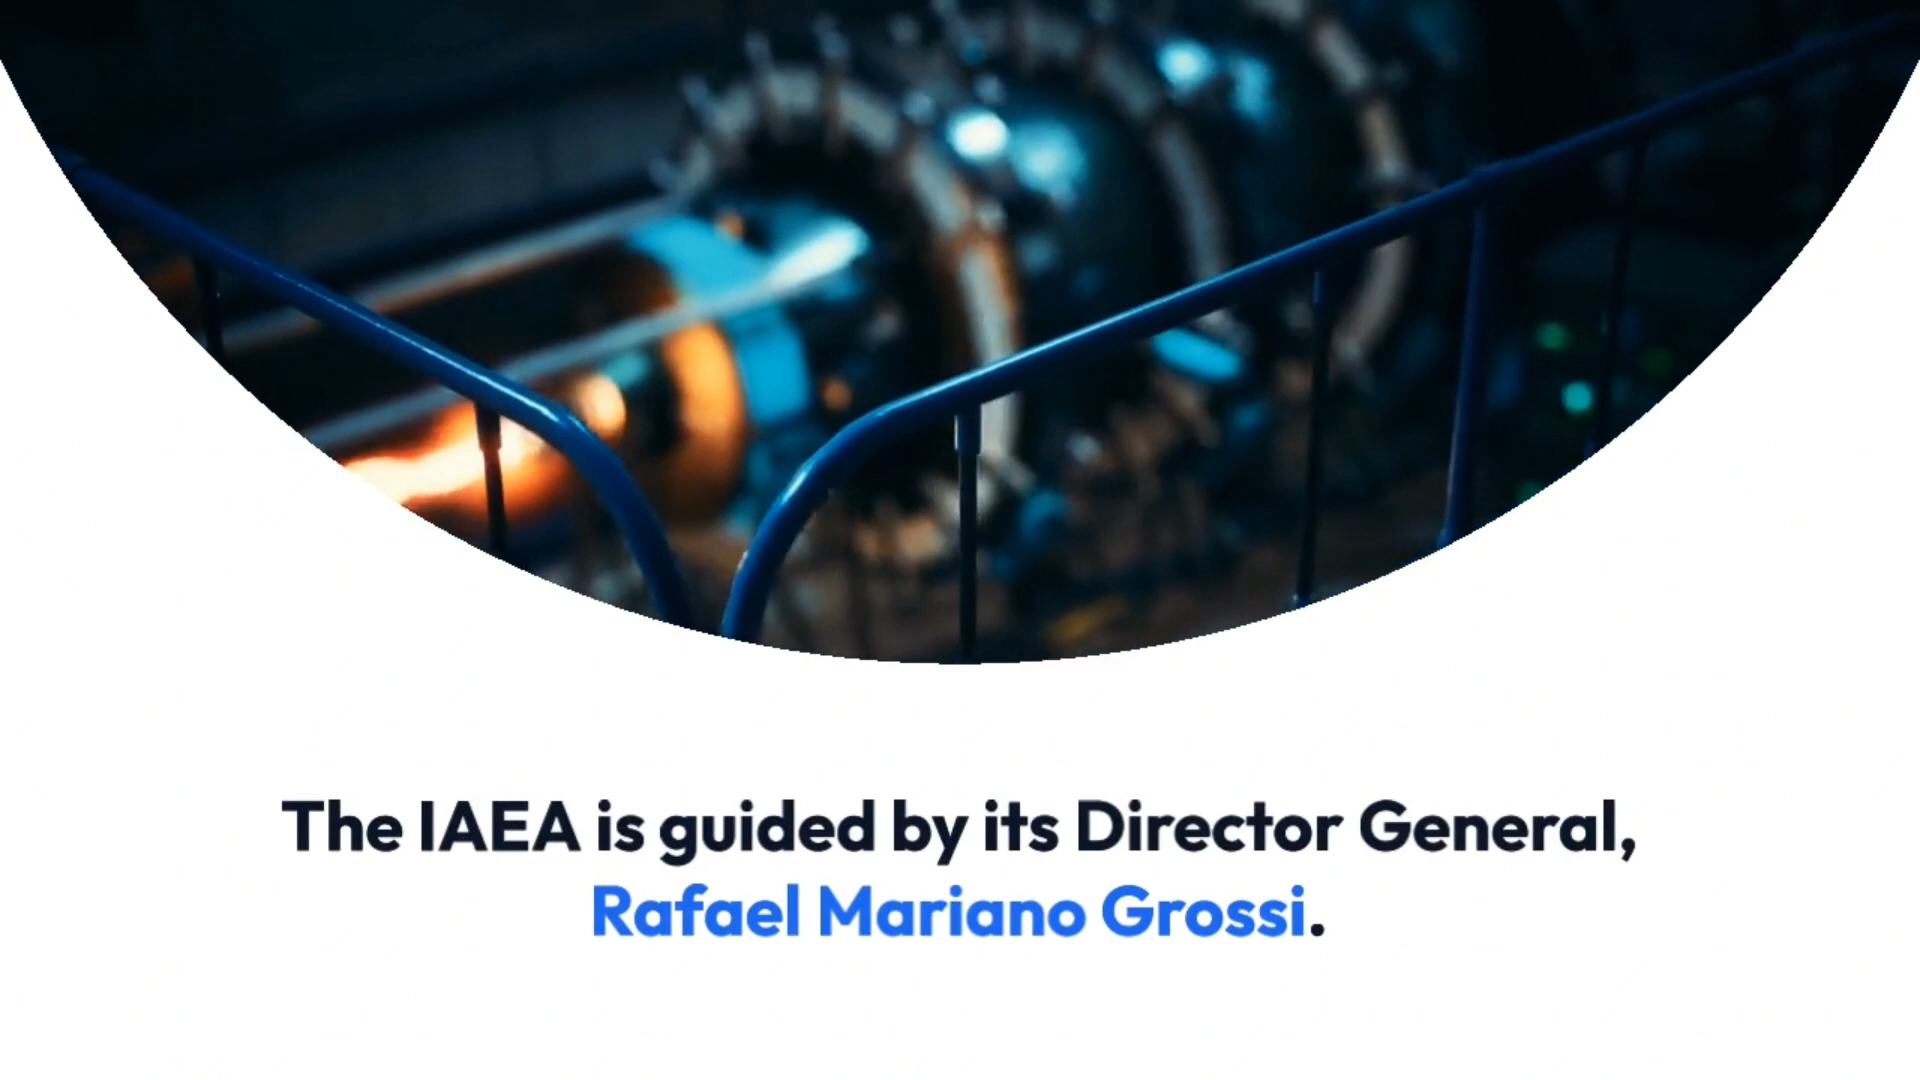 The IAEA is guided by its Director General,
Rafael Mariano Grossi.